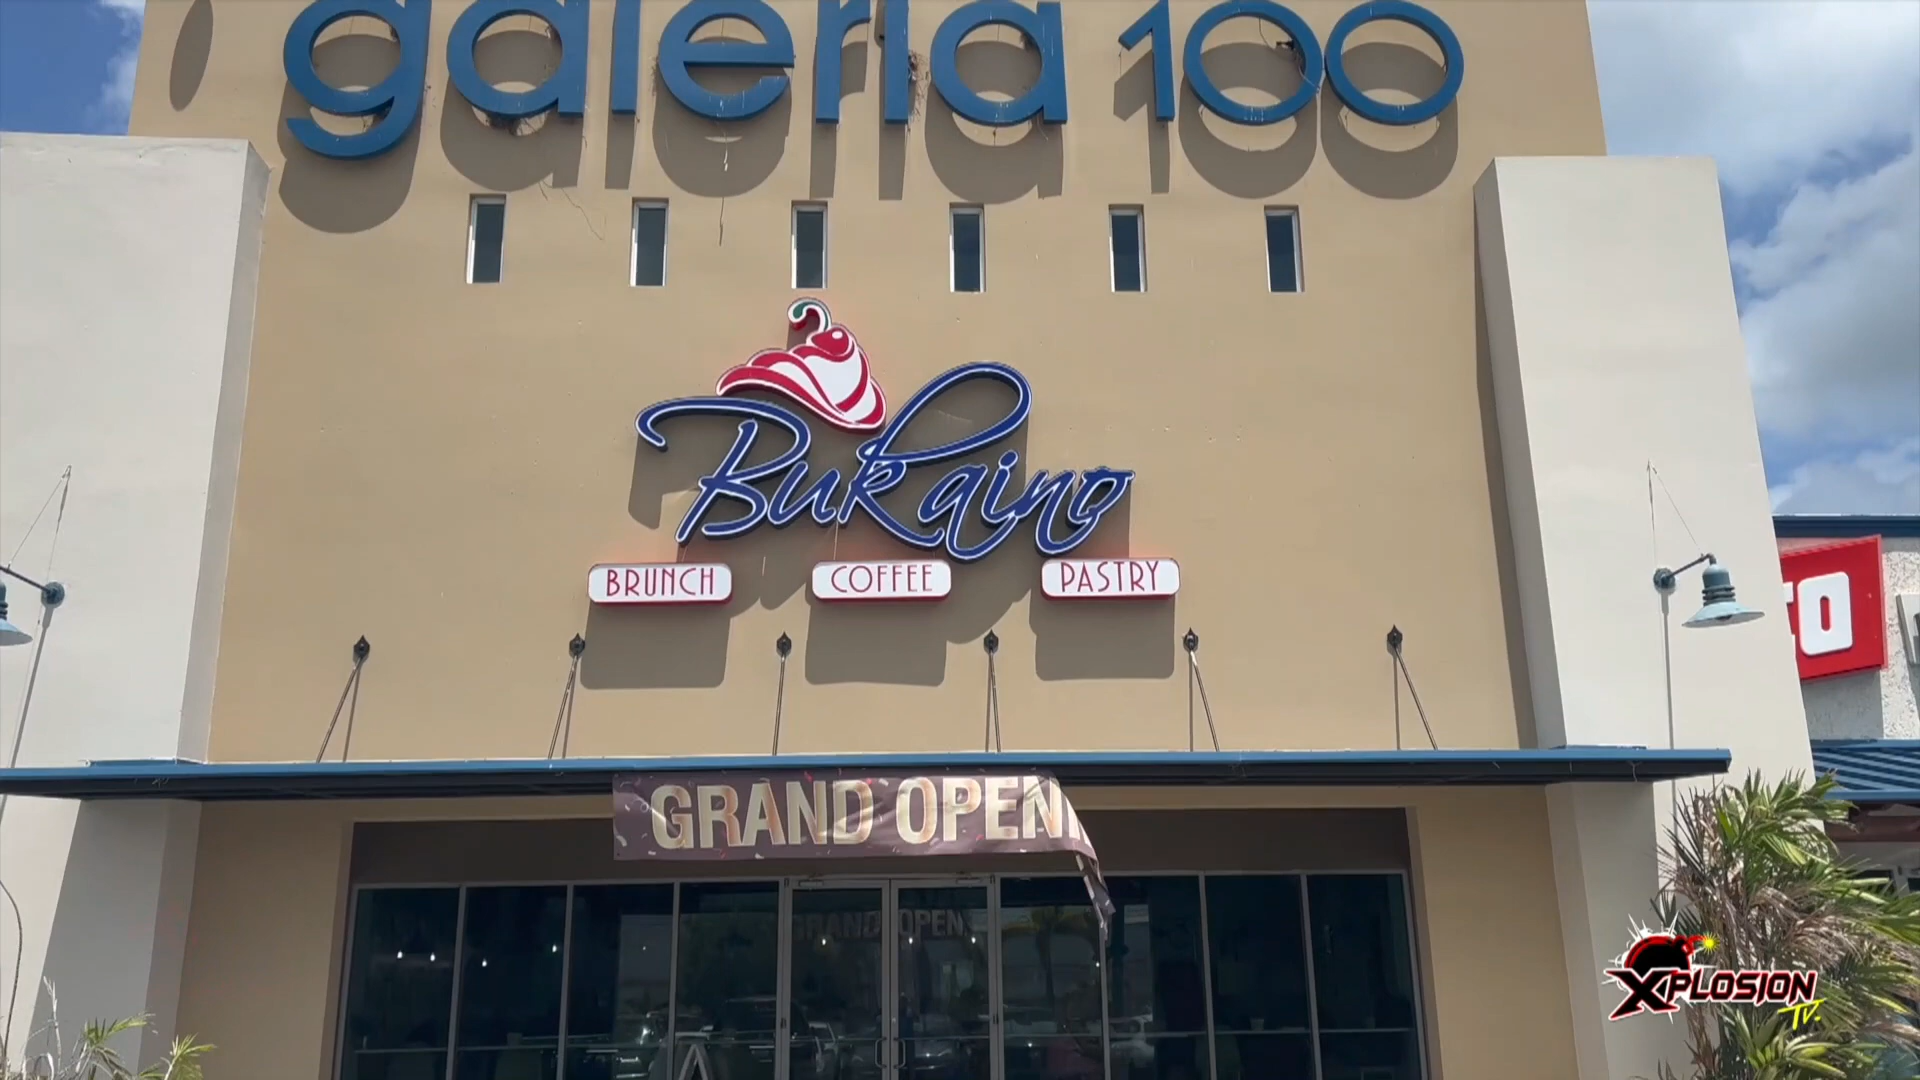 galeria 100
Bukaino
BRUNCH COFFEE PASTRY
GRAND OPEN
GRAND OPEN
XPLOSION
TV.